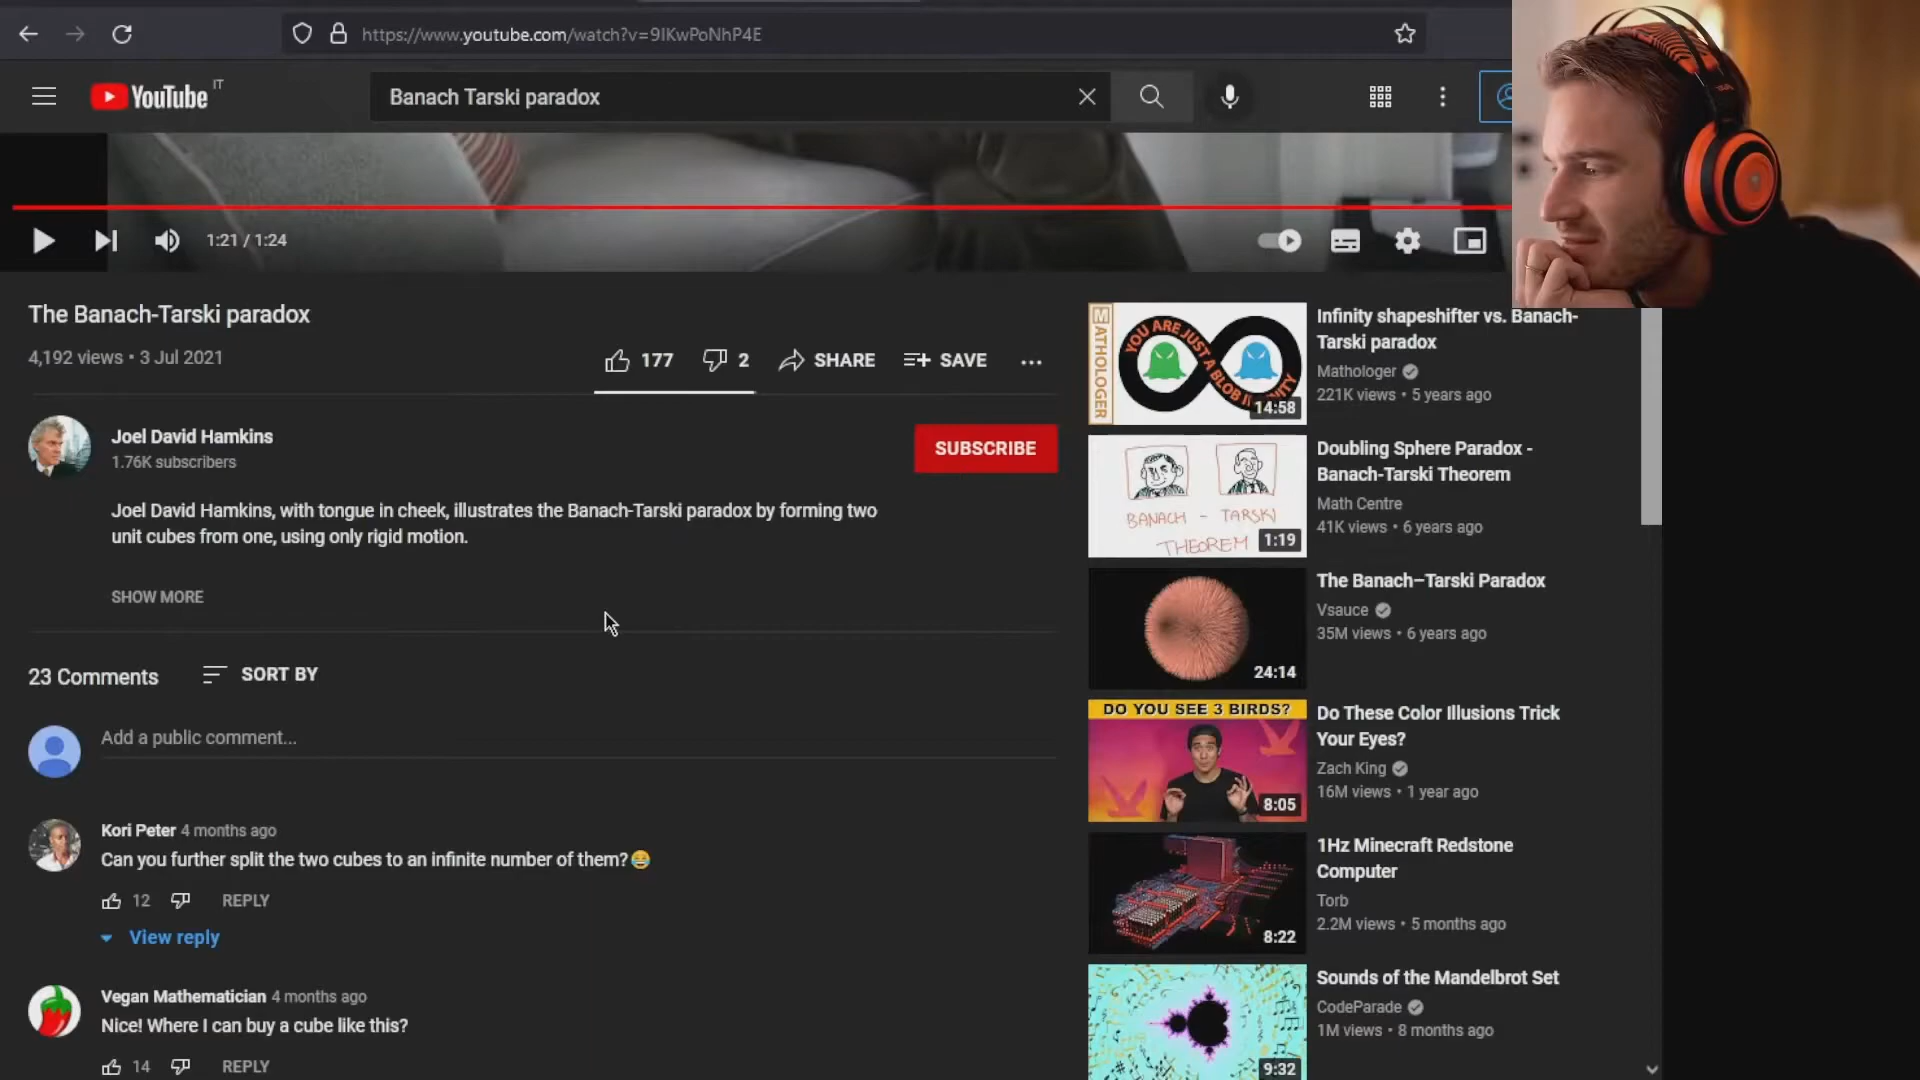 https://www.youtube.com/watch?v=9IKwPoNhP4E
YouTube IT
Banach Tarski paradox
1:21 / 1:24
The Banach-Tarski paradox
4,192 views • 3 Jul 2021
177
2
SHARE
SAVE
Joel David Hamkins
1.76K subscribers
SUBSCRIBE
Joel David Hamkins, with tongue in cheek, illustrates the Banach-Tarski paradox by forming two
unit cubes from one, using only rigid motion.
SHOW MORE
23 Comments
SORT BY
Add a public comment...
Kori Peter 4 months ago
Can you further split the two cubes to an infinite number of them?😂
12
REPLY
View reply
Vegan Mathematician 4 months ago
Nice! Where I can buy a cube like this?
14
REPLY
MATHOLOGER
YOU ARE JUST A BLOB
14:58
Infinity shapeshifter vs. Banach-
Tarski paradox
Mathologer
221K views • 5 years ago
BANACH - TARSKI
THEOREM
1:19
Doubling Sphere Paradox -
Banach-Tarski Theorem
Math Centre
41K views • 6 years ago
24:14
The Banach–Tarski Paradox
Vsauce
35M views • 6 years ago
DO YOU SEE 3 BIRDS?
8:05
Do These Color Illusions Trick
Your Eyes?
Zach King
16M views • 1 year ago
8:22
1Hz Minecraft Redstone
Computer
Torb
2.2M views • 5 months ago
9:32
Sounds of the Mandelbrot Set
CodeParade
1M views • 8 months ago